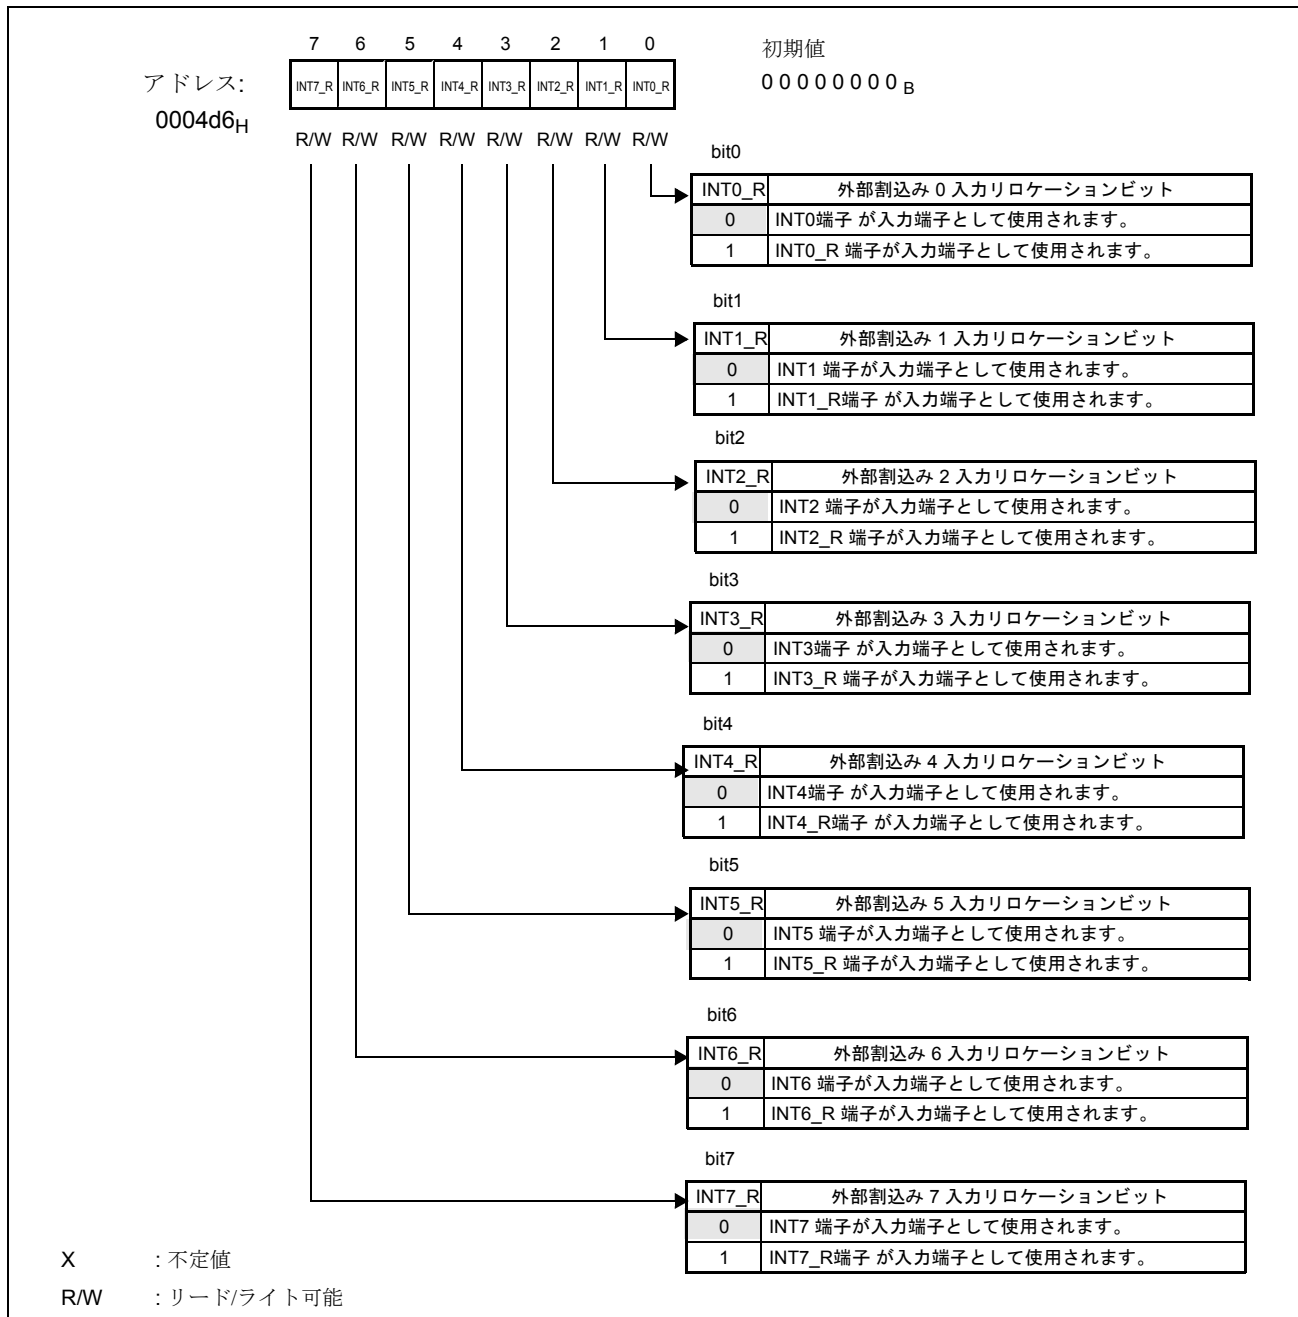 7 6 5 4 3 2 1 0
初期値
アドレス:
INT7_R INT6_R INT5_R INT4_R INT3_R INT2_R INT1_R INT0_R
0 0 0 0 0 0 0 0 B
0004d6H
R/W R/W R/W R/W R/W R/W R/W R/W
bit0
INT0_R 外部割込み 0 入力リロケーションビット
0 INT0端子 が入力端子として使用されます。
1 INT0_R 端子が入力端子として使用されます。
bit1
INT1_R 外部割込み 1 入力リロケーションビット
0 INT1 端子が入力端子として使用されます。
1 INT1_R端子 が入力端子として使用されます。
bit2
INT2_R 外部割込み 2 入力リロケーションビット
0 INT2 端子が入力端子として使用されます。
1 INT2_R 端子が入力端子として使用されます。
bit3
INT3_R 外部割込み 3 入力リロケーションビット
0 INT3端子 が入力端子として使用されます。
1 INT3_R 端子が入力端子として使用されます。
bit4
INT4_R 外部割込み 4 入力リロケーションビット
0 INT4端子 が入力端子として使用されます。
1 INT4_R端子 が入力端子として使用されます。
bit5
INT5_R 外部割込み 5 入力リロケーションビット
0 INT5 端子が入力端子として使用されます。
1 INT5_R 端子が入力端子として使用されます。
bit6
INT6_R 外部割込み 6 入力リロケーションビット
0 INT6 端子が入力端子として使用されます。
1 INT6_R 端子が入力端子として使用されます。
bit7
INT7_R 外部割込み 7 入力リロケーションビット
0 INT7 端子が入力端子として使用されます。
1 INT7_R端子 が入力端子として使用されます。
X : 不定値
R/W : リード/ライト可能